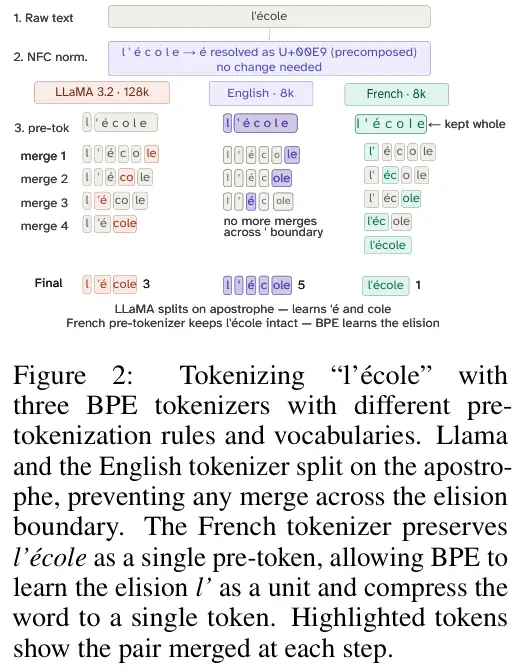 1. Raw text l'école
2. NFC norm. l ' é c o l e → é resolved as U+00E9 (precomposed)
no change needed
LLaMA 3.2 · 128k English · 8k French · 8k
3. pre-tok l ' é c o l e l ' é c o l e l ' é c o l e ← kept whole
merge 1 l ' é c o le l ' é c o le l' é c o l e
merge 2 l ' é co le l ' é c ole l' éc o l e
merge 3 l 'é co le l ' é c ole l' éc ole
merge 4 l 'é cole no more merges l'éc ole
across ' boundary
l'école
Final l 'é cole 3 l ' é c ole 5 l'école 1
LLaMA splits on apostrophe — learns 'é and cole
French pre-tokenizer keeps l'école intact — BPE learns the elision
Figure 2: Tokenizing “l’école” with
three BPE tokenizers with different pre-
tokenization rules and vocabularies. Llama
and the English tokenizer split on the apostro-
phe, preventing any merge across the elision
boundary. The French tokenizer preserves
l’école as a single pre-token, allowing BPE to
learn the elision l’ as a unit and compress the
word to a single token. Highlighted tokens
show the pair merged at each step.